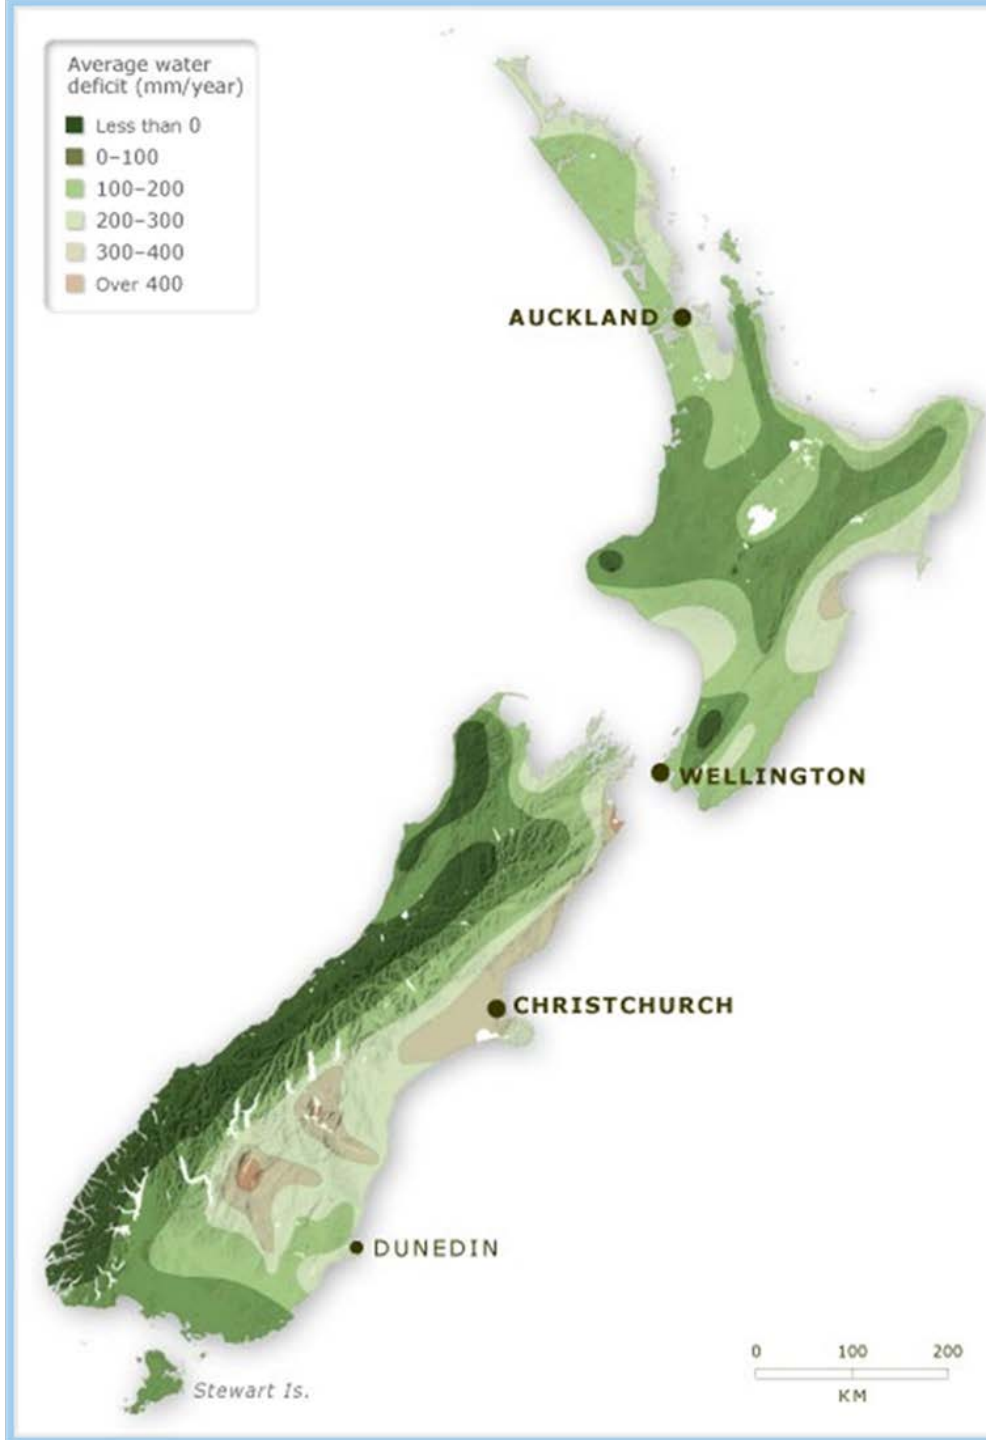 Average water
deficit (mm/year)
Less than 0
0–100
100–200
200–300
300–400
Over 400
AUCKLAND
WELLINGTON
CHRISTCHURCH
DUNEDIN
Stewart Is.
0 100 200
KM